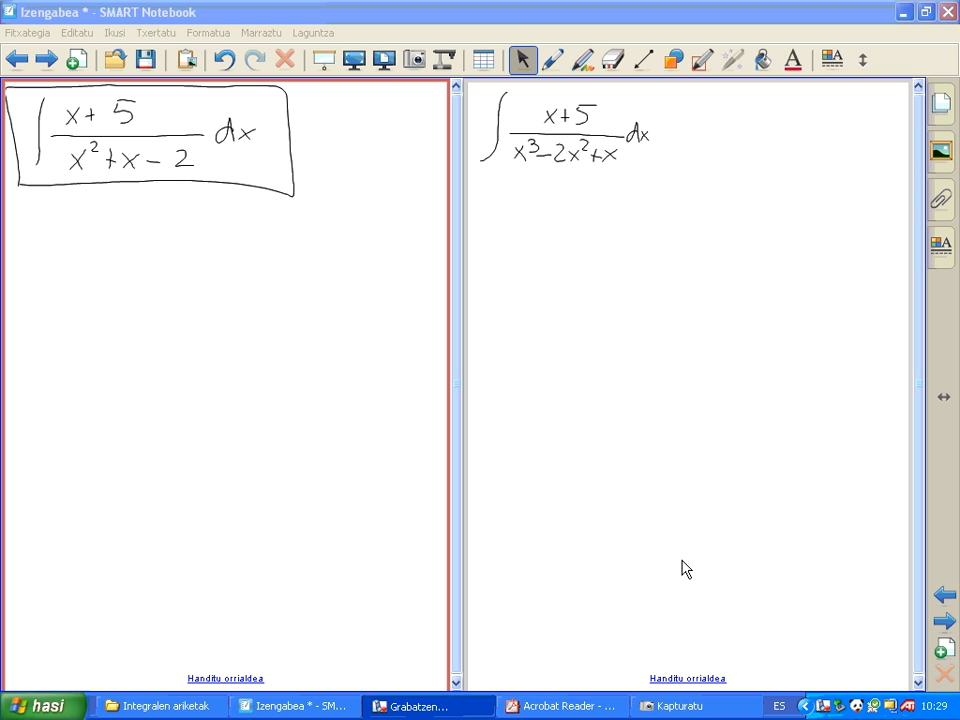 Izengabea * - SMART Notebook
Fitxategia Editatu Ikusi Txertatu Formatua Marraztu Laguntza
∫ x + 5 / x² + x - 2 dx
∫ x + 5 / x³ - 2x² + x dx
Handitu orrialdea
Handitu orrialdea
hasi
Integralen ariketak
Izengabea * - SM...
Grabatzen...
Acrobat Reader - ...
Kapturatu
ES
10:29